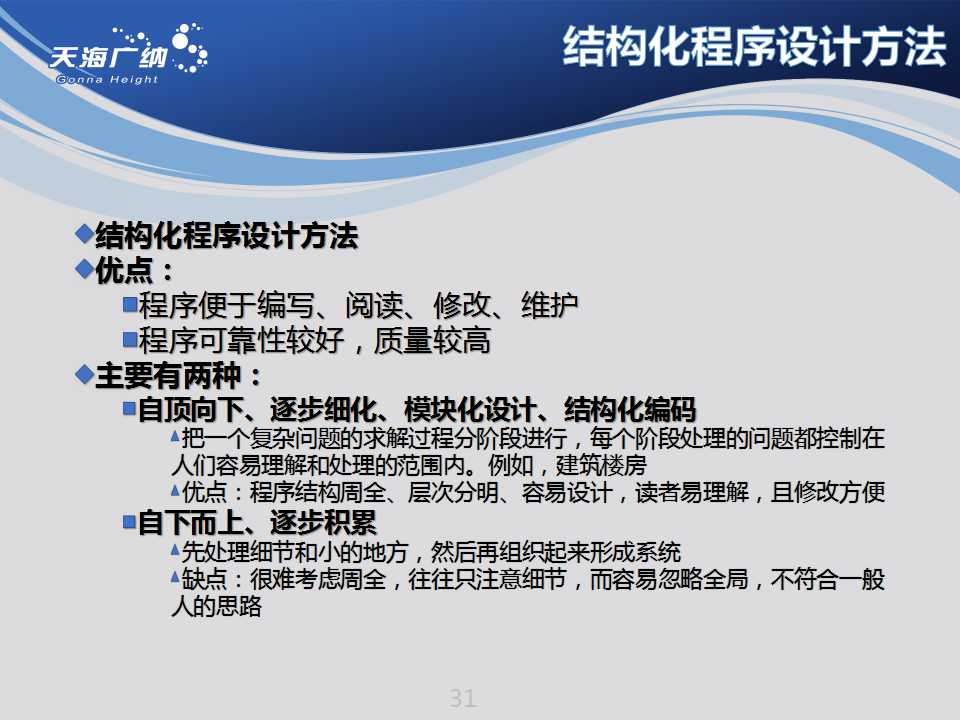 天海广纳
Gonna Height
结构化程序设计方法
结构化程序设计方法
优点：
程序便于编写、阅读、修改、维护
程序可靠性较好，质量较高
主要有两种：
自顶向下、逐步细化、模块化设计、结构化编码
把一个复杂问题的求解过程分阶段进行，每个阶段处理的问题都控制在
人们容易理解和处理的范围内。例如，建筑楼房
优点：程序结构周全、层次分明、容易设计，读者易理解，且修改方便
自下而上、逐步积累
先处理细节和小的地方，然后再组织起来形成系统
缺点：很难考虑周全，往往只注意细节，而容易忽略全局，不符合一般
人的思路
31